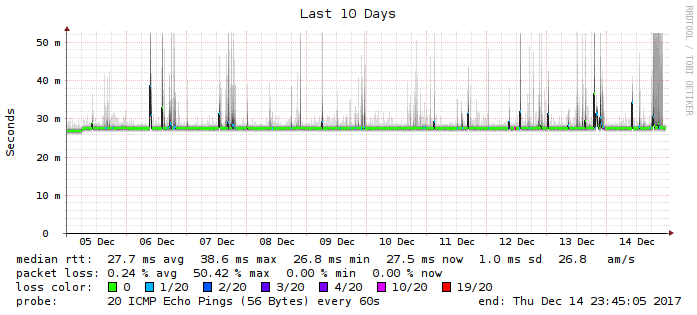 Last 10 Days
RRDTOOL / TOBI OETIKER
Seconds
50 m
40 m
30 m
20 m
10 m
0
05 Dec 06 Dec 07 Dec 08 Dec 09 Dec 10 Dec 11 Dec 12 Dec 13 Dec 14 Dec
median rtt: 27.7 ms avg 38.6 ms max 26.8 ms min 27.5 ms now 1.0 ms sd 26.8 am/s
packet loss: 0.24 % avg 50.42 % max 0.00 % min 0.00 % now
loss color: 0 1/20 2/20 3/20 4/20 10/20 19/20
probe: 20 ICMP Echo Pings (56 Bytes) every 60s end: Thu Dec 14 23:45:05 2017